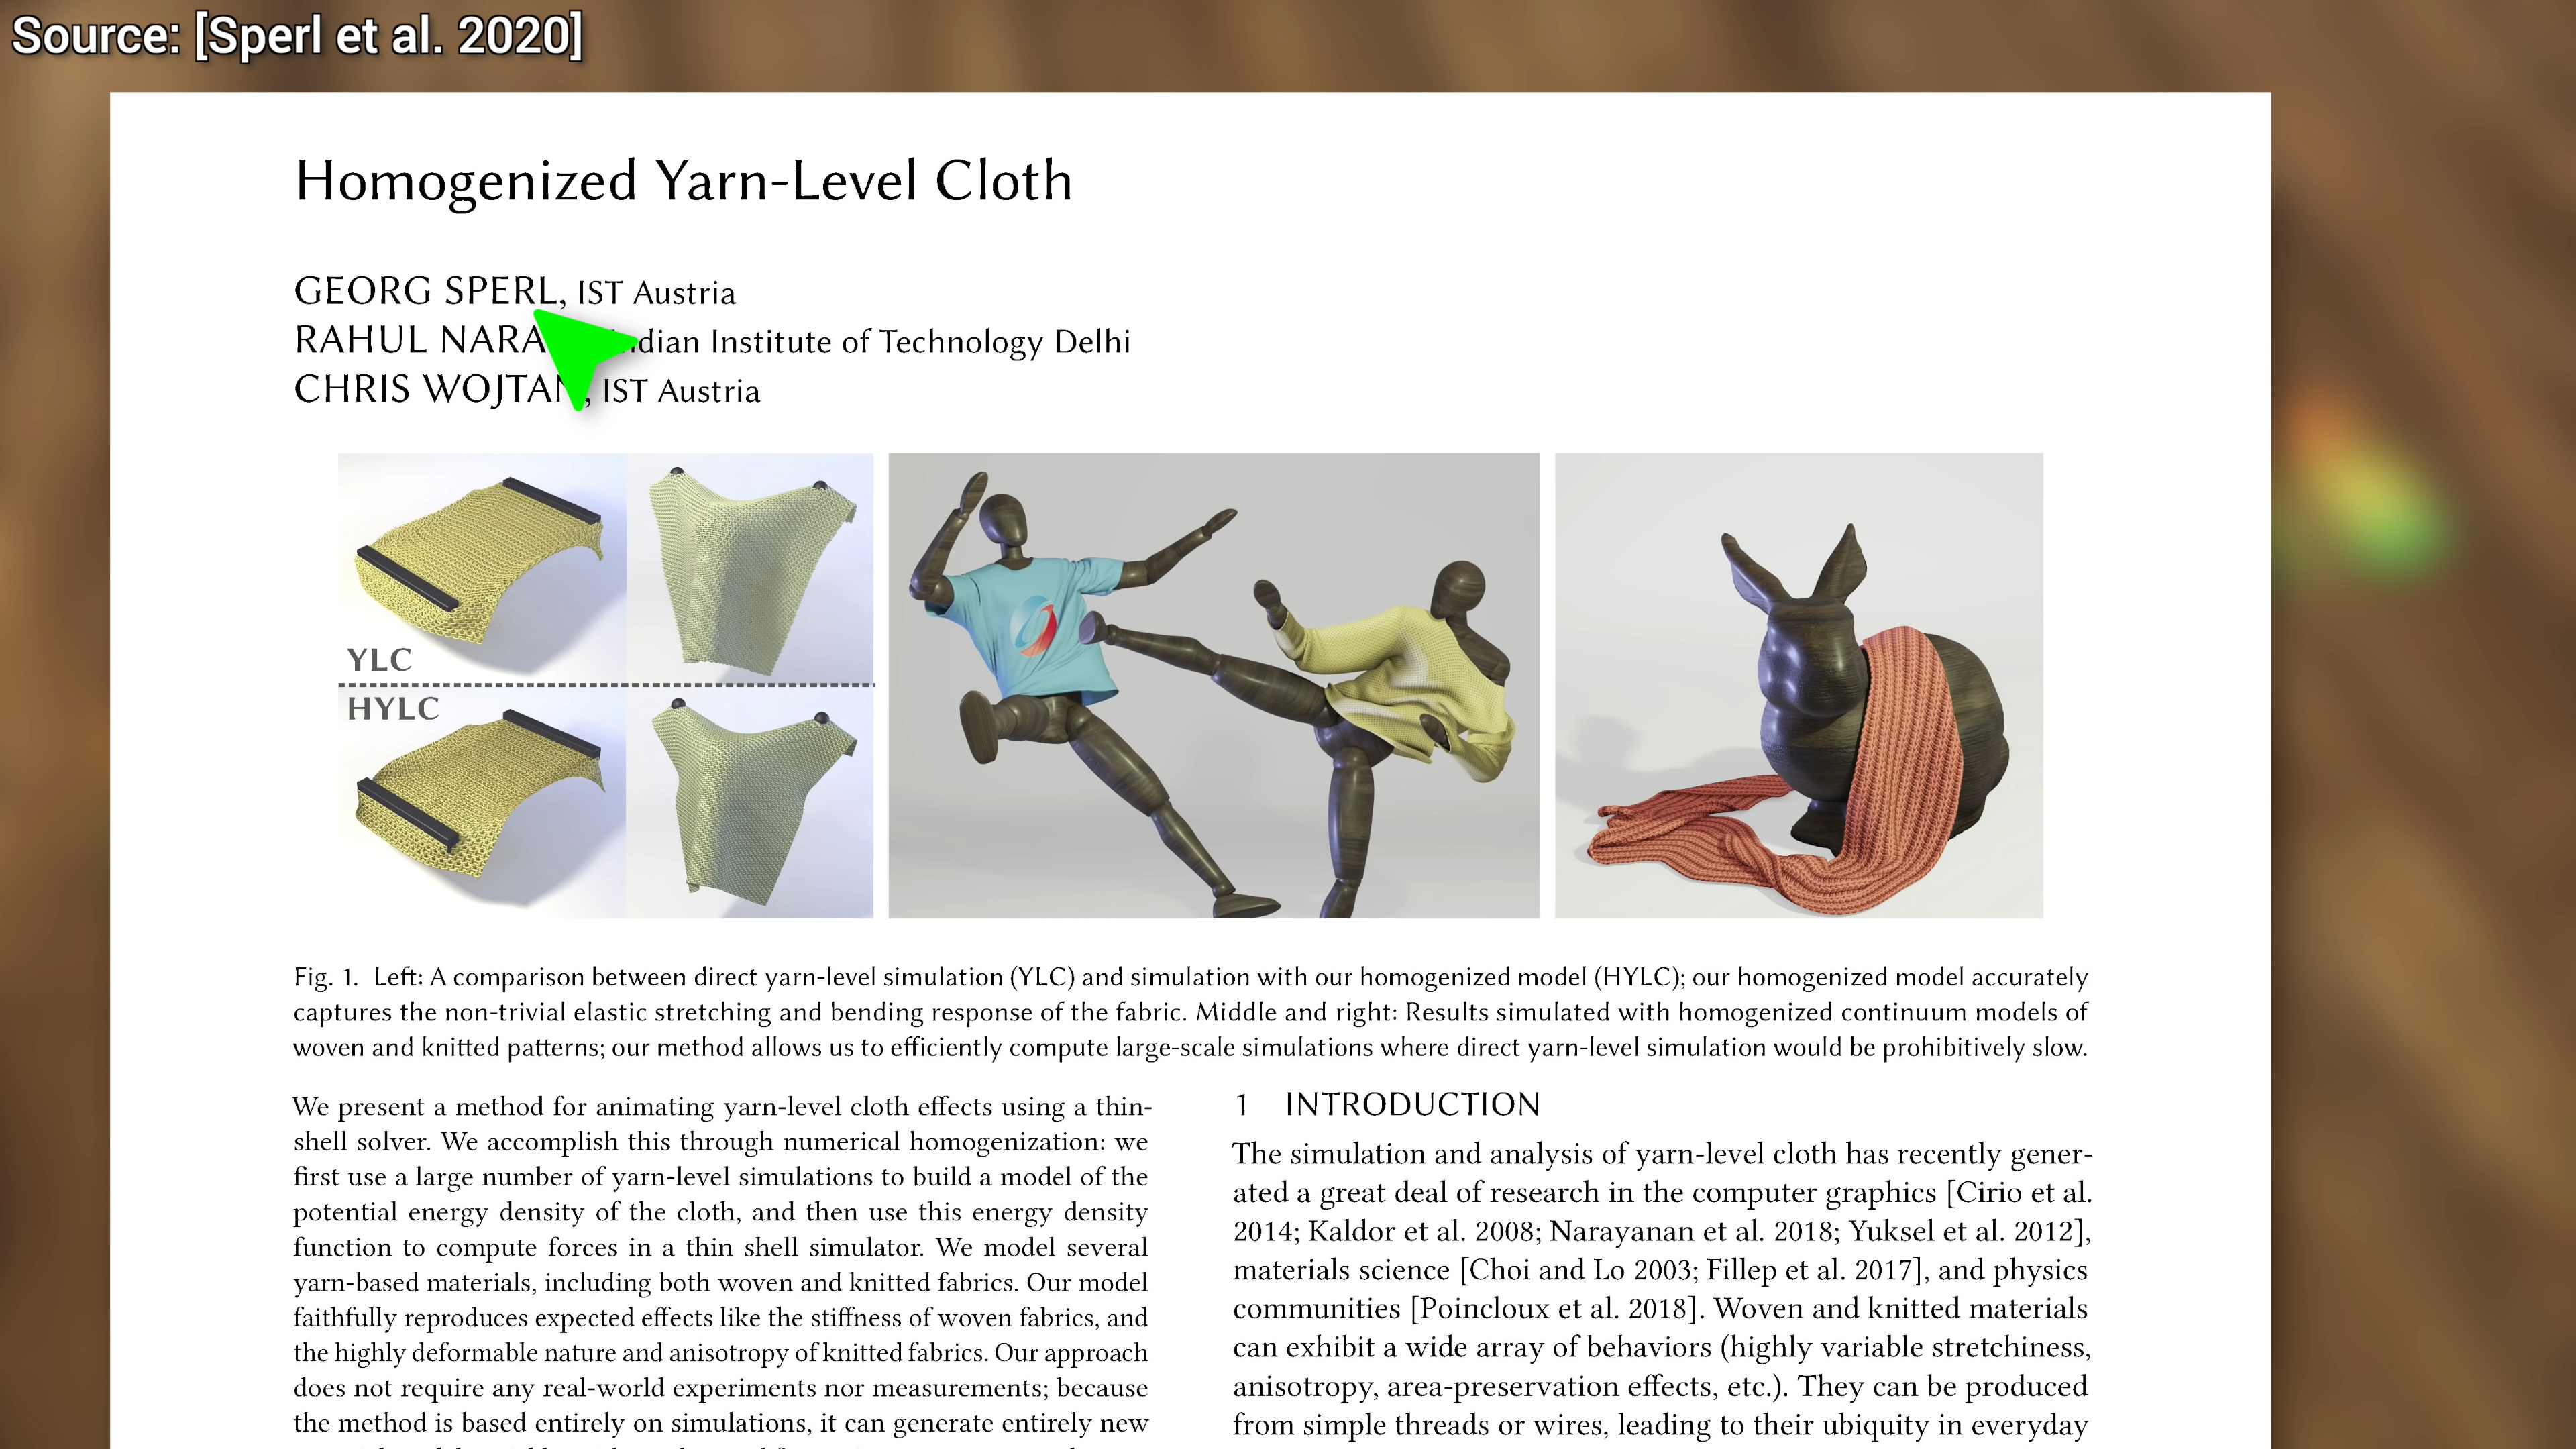 Source: [Sperl et al. 2020]
Homogenized Yarn-Level Cloth
GEORG SPERL, IST Austria
RAHUL Indian Institute of Technology Delhi
CHRIS WOJTAN, IST Austria
YLC
HYLC
Fig. 1. Left: A comparison between direct yarn-level simulation (YLC) and simulation with our homogenized model (HYLC); our homogenized model accurately
captures the non-trivial elastic stretching and bending response of the fabric. Middle and right: Results simulated with homogenized continuum models of
woven and knitted patterns; our method allows us to efficiently compute large-scale simulations where direct yarn-level simulation would be prohibitively slow.
We present a method for animating yarn-level cloth effects using a thin-
shell solver. We accomplish this through numerical homogenization: we
first use a large number of yarn-level simulations to build a model of the
potential energy density of the cloth, and then use this energy density
function to compute forces in a thin shell simulator. We model several
yarn-based materials, including both woven and knitted fabrics. Our model
faithfully reproduces expected effects like the stiffness of woven fabrics, and
the highly deformable nature and anisotropy of knitted fabrics. Our approach
does not require any real-world experiments nor measurements; because
the method is based entirely on simulations, it can generate entirely new
1 INTRODUCTION
The simulation and analysis of yarn-level cloth has recently gener-
ated a great deal of research in the computer graphics [Cirio et al.
2014; Kaldor et al. 2008; Narayanan et al. 2018; Yuksel et al. 2012],
materials science [Choi and Lo 2003; Fillep et al. 2017], and physics
communities [Poincloux et al. 2018]. Woven and knitted materials
can exhibit a wide array of behaviors (highly variable stretchiness,
anisotropy, area-preservation effects, etc.). They can be produced
from simple threads or wires, leading to their ubiquity in everyday